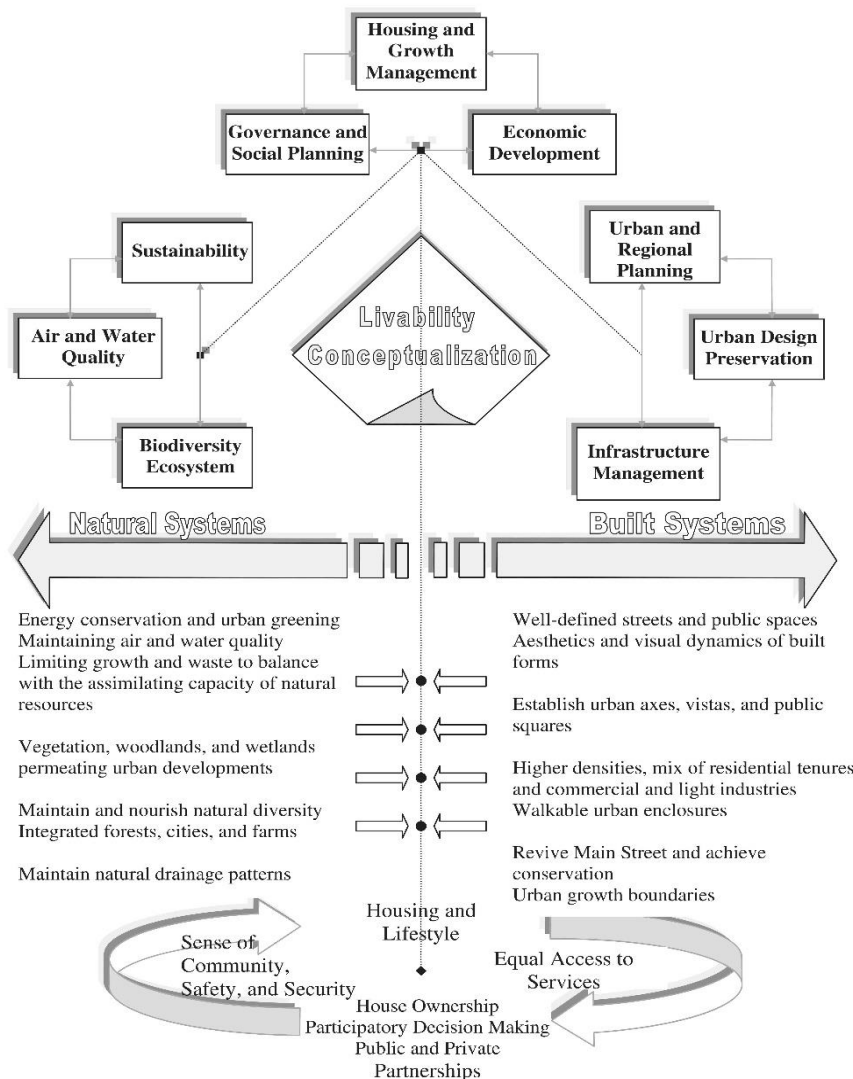 Housing and
Growth
Management
Governance and
Social Planning
Economic
Development
Sustainability
Air and Water
Quality
Biodiversity
Ecosystem
Livability
Conceptualization
Urban and
Regional
Planning
Urban Design
Preservation
Infrastructure
Management
Natural Systems
Built Systems
Energy conservation and urban greening
Maintaining air and water quality
Limiting growth and waste to balance
with the assimilating capacity of natural
resources
Vegetation, woodlands, and wetlands
permeating urban developments
Maintain and nourish natural diversity
Integrated forests, cities, and farms
Maintain natural drainage patterns
Well-defined streets and public spaces
Aesthetics and visual dynamics of built
forms
Establish urban axes, vistas, and public
squares
Higher densities, mix of residential tenures
and commercial and light industries
Walkable urban enclosures
Revive Main Street and achieve
conservation
Urban growth boundaries
Housing and
Lifestyle
Sense of
Community,
Safety, and Security
Equal Access to
Services
House Ownership
Participatory Decision Making
Public and Private
Partnerships